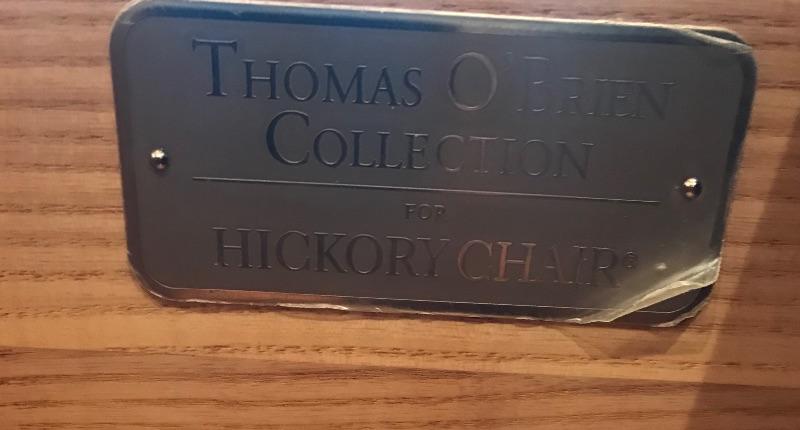 THOMAS O'BRIEN
COLLECTION
FOR
HICKORY CHAIR®